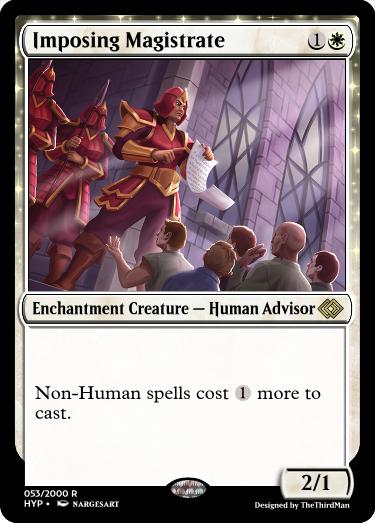 Imposing Magistrate 1
Enchantment Creature — Human Advisor
Non-Human spells cost 1 more to
cast.
2/1
053/2000 R
HYP • NARGESART
Designed by TheThirdMan